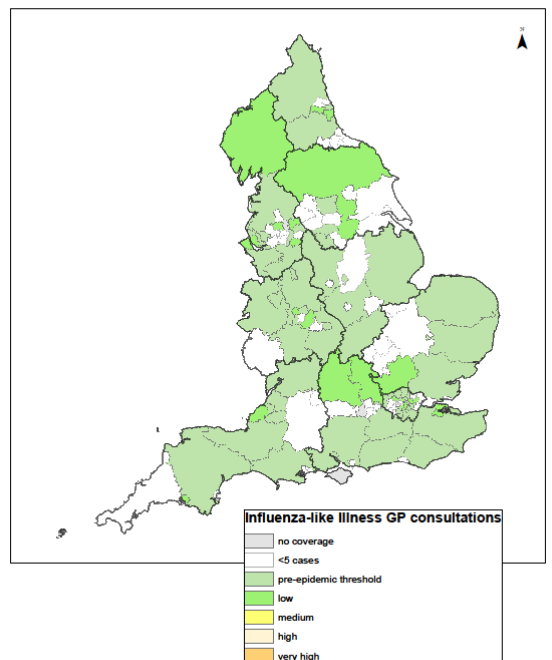 N
Influenza-like Illness GP consultations
no coverage
<5 cases
pre-epidemic threshold
low
medium
high
very high